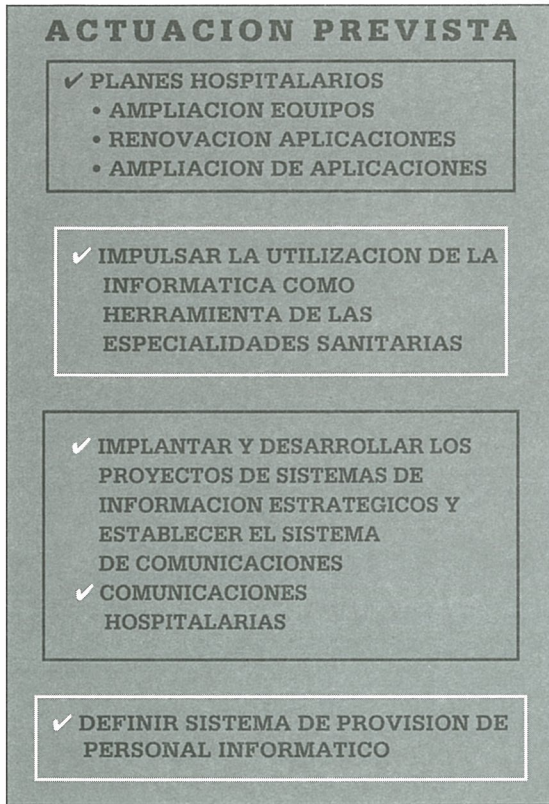 ACTUACION PREVISTA
✔ PLANES HOSPITALARIOS
• AMPLIACION EQUIPOS
• RENOVACION APLICACIONES
• AMPLIACION DE APLICACIONES
✔ IMPULSAR LA UTILIZACION DE LA
INFORMATICA COMO
HERRAMIENTA DE LAS
ESPECIALIDADES SANITARIAS
✔ IMPLANTAR Y DESARROLLAR LOS
PROYECTOS DE SISTEMAS DE
INFORMACION ESTRATEGICOS Y
ESTABLECER EL SISTEMA
DE COMUNICACIONES
✔ COMUNICACIONES
HOSPITALARIAS
✔ DEFINIR SISTEMA DE PROVISION DE
PERSONAL INFORMATICO